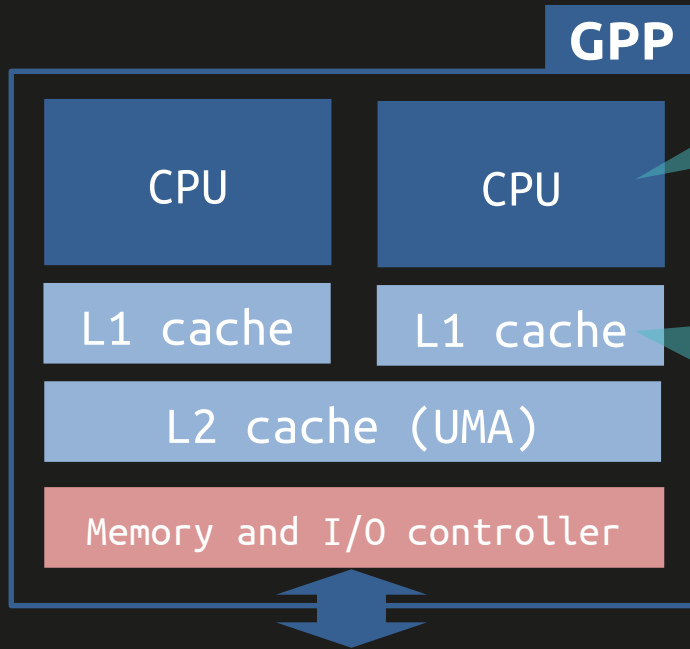 GPP
CPU
CPU
L1 cache
L1 cache
L2 cache (UMA)
Memory and I/O controller